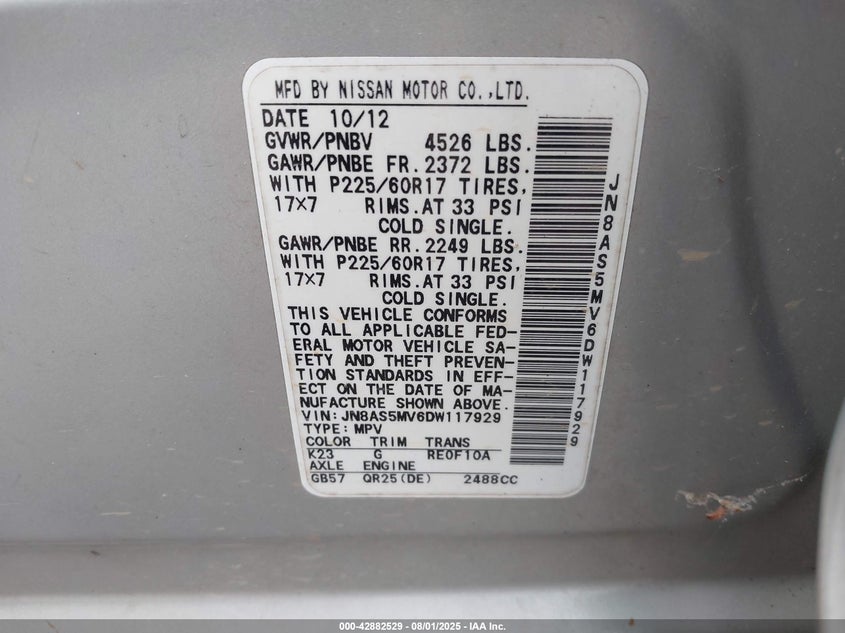 MFD BY NISSAN MOTOR CO.,LTD.
DATE 10/12
GVWR/PNBV 4526 LBS.
GAWR/PNBE FR. 2372 LBS.
WITH P225/60R17 TIRES,
17×7 RIMS. AT 33 PSI
COLD SINGLE.
GAWR/PNBE RR. 2249 LBS.
WITH P225/60R17 TIRES,
17×7 RIMS. AT 33 PSI
COLD SINGLE.
THIS VEHICLE CONFORMS
TO ALL APPLICABLE FED-
ERAL MOTOR VEHICLE SA-
FETY AND THEFT PREVEN-
TION STANDARDS IN EFF-
ECT ON THE DATE OF MA-
NUFACTURE SHOWN ABOVE.
VIN: JN8AS5MV6DW117929
TYPE: MPV
COLOR TRIM TRANS
K23 G RE0F10A
AXLE ENGINE
GB57 QR25(DE) 2488CC
JN8AS5MV6DW117929
000-42882529 - 08/01/2025 - IAA Inc.